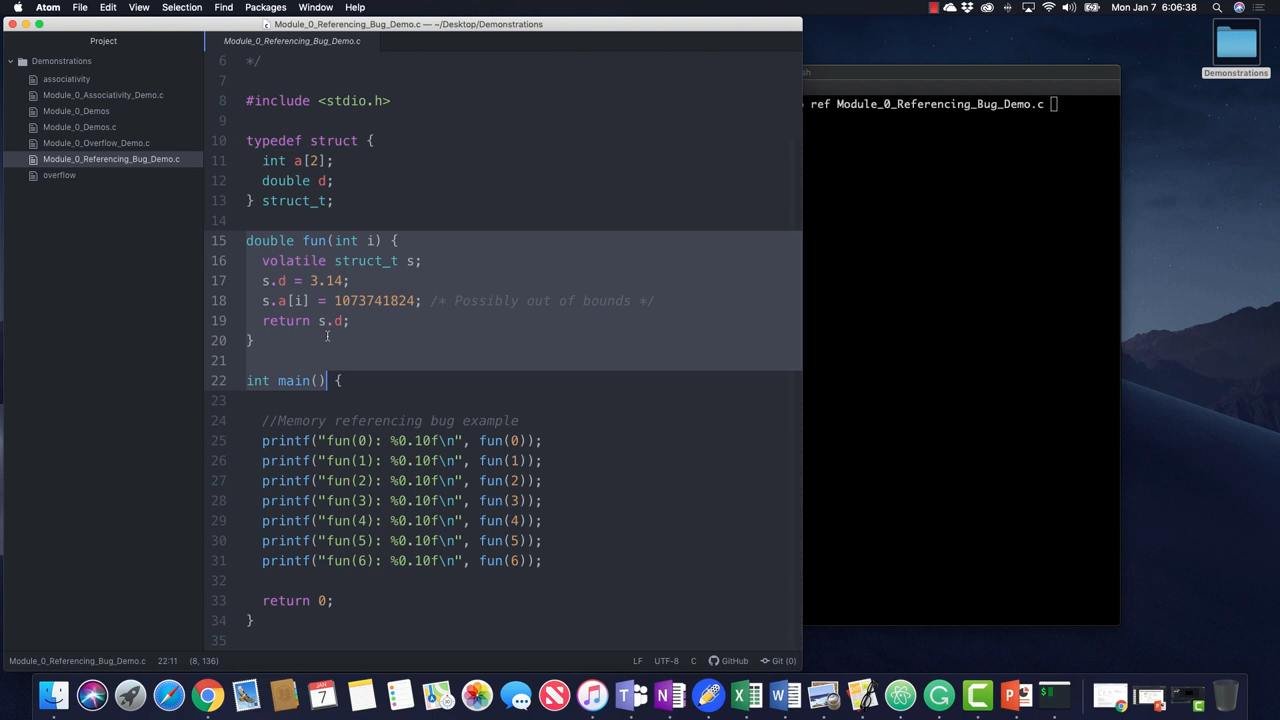 Atom File Edit View Selection Find Packages Window Help
Mon Jan 7 6:06:38
Module_0_Referencing_Bug_Demo.c — ~/Desktop/Demonstrations
Project
Module_0_Referencing_Bug_Demo.c
Demonstrations
associativity
Module_0_Associativity_Demo.c
Module_0_Demos
Module_0_Demos.c
Module_0_Overflow_Demo.c
Module_0_Referencing_Bug_Demo.c
overflow
6 */
7
8 #include <stdio.h>
9
10 typedef struct {
11 int a[2];
12 double d;
13 } struct_t;
14
15 double fun(int i) {
16 volatile struct_t s;
17 s.d = 3.14;
18 s.a[i] = 1073741824; /* Possibly out of bounds */
19 return s.d;
20 }
21
22 int main() {
23
24 //Memory referencing bug example
25 printf("fun(0): %0.10f\n", fun(0));
26 printf("fun(1): %0.10f\n", fun(1));
27 printf("fun(2): %0.10f\n", fun(2));
28 printf("fun(3): %0.10f\n", fun(3));
29 printf("fun(4): %0.10f\n", fun(4));
30 printf("fun(5): %0.10f\n", fun(5));
31 printf("fun(6): %0.10f\n", fun(6));
32
33 return 0;
34 }
35
Module_0_Referencing_Bug_Demo.c 22:11 (8, 136)
LF UTF-8 C GitHub Git (0)
ref Module_0_Referencing_Bug_Demo.c
Demonstrations